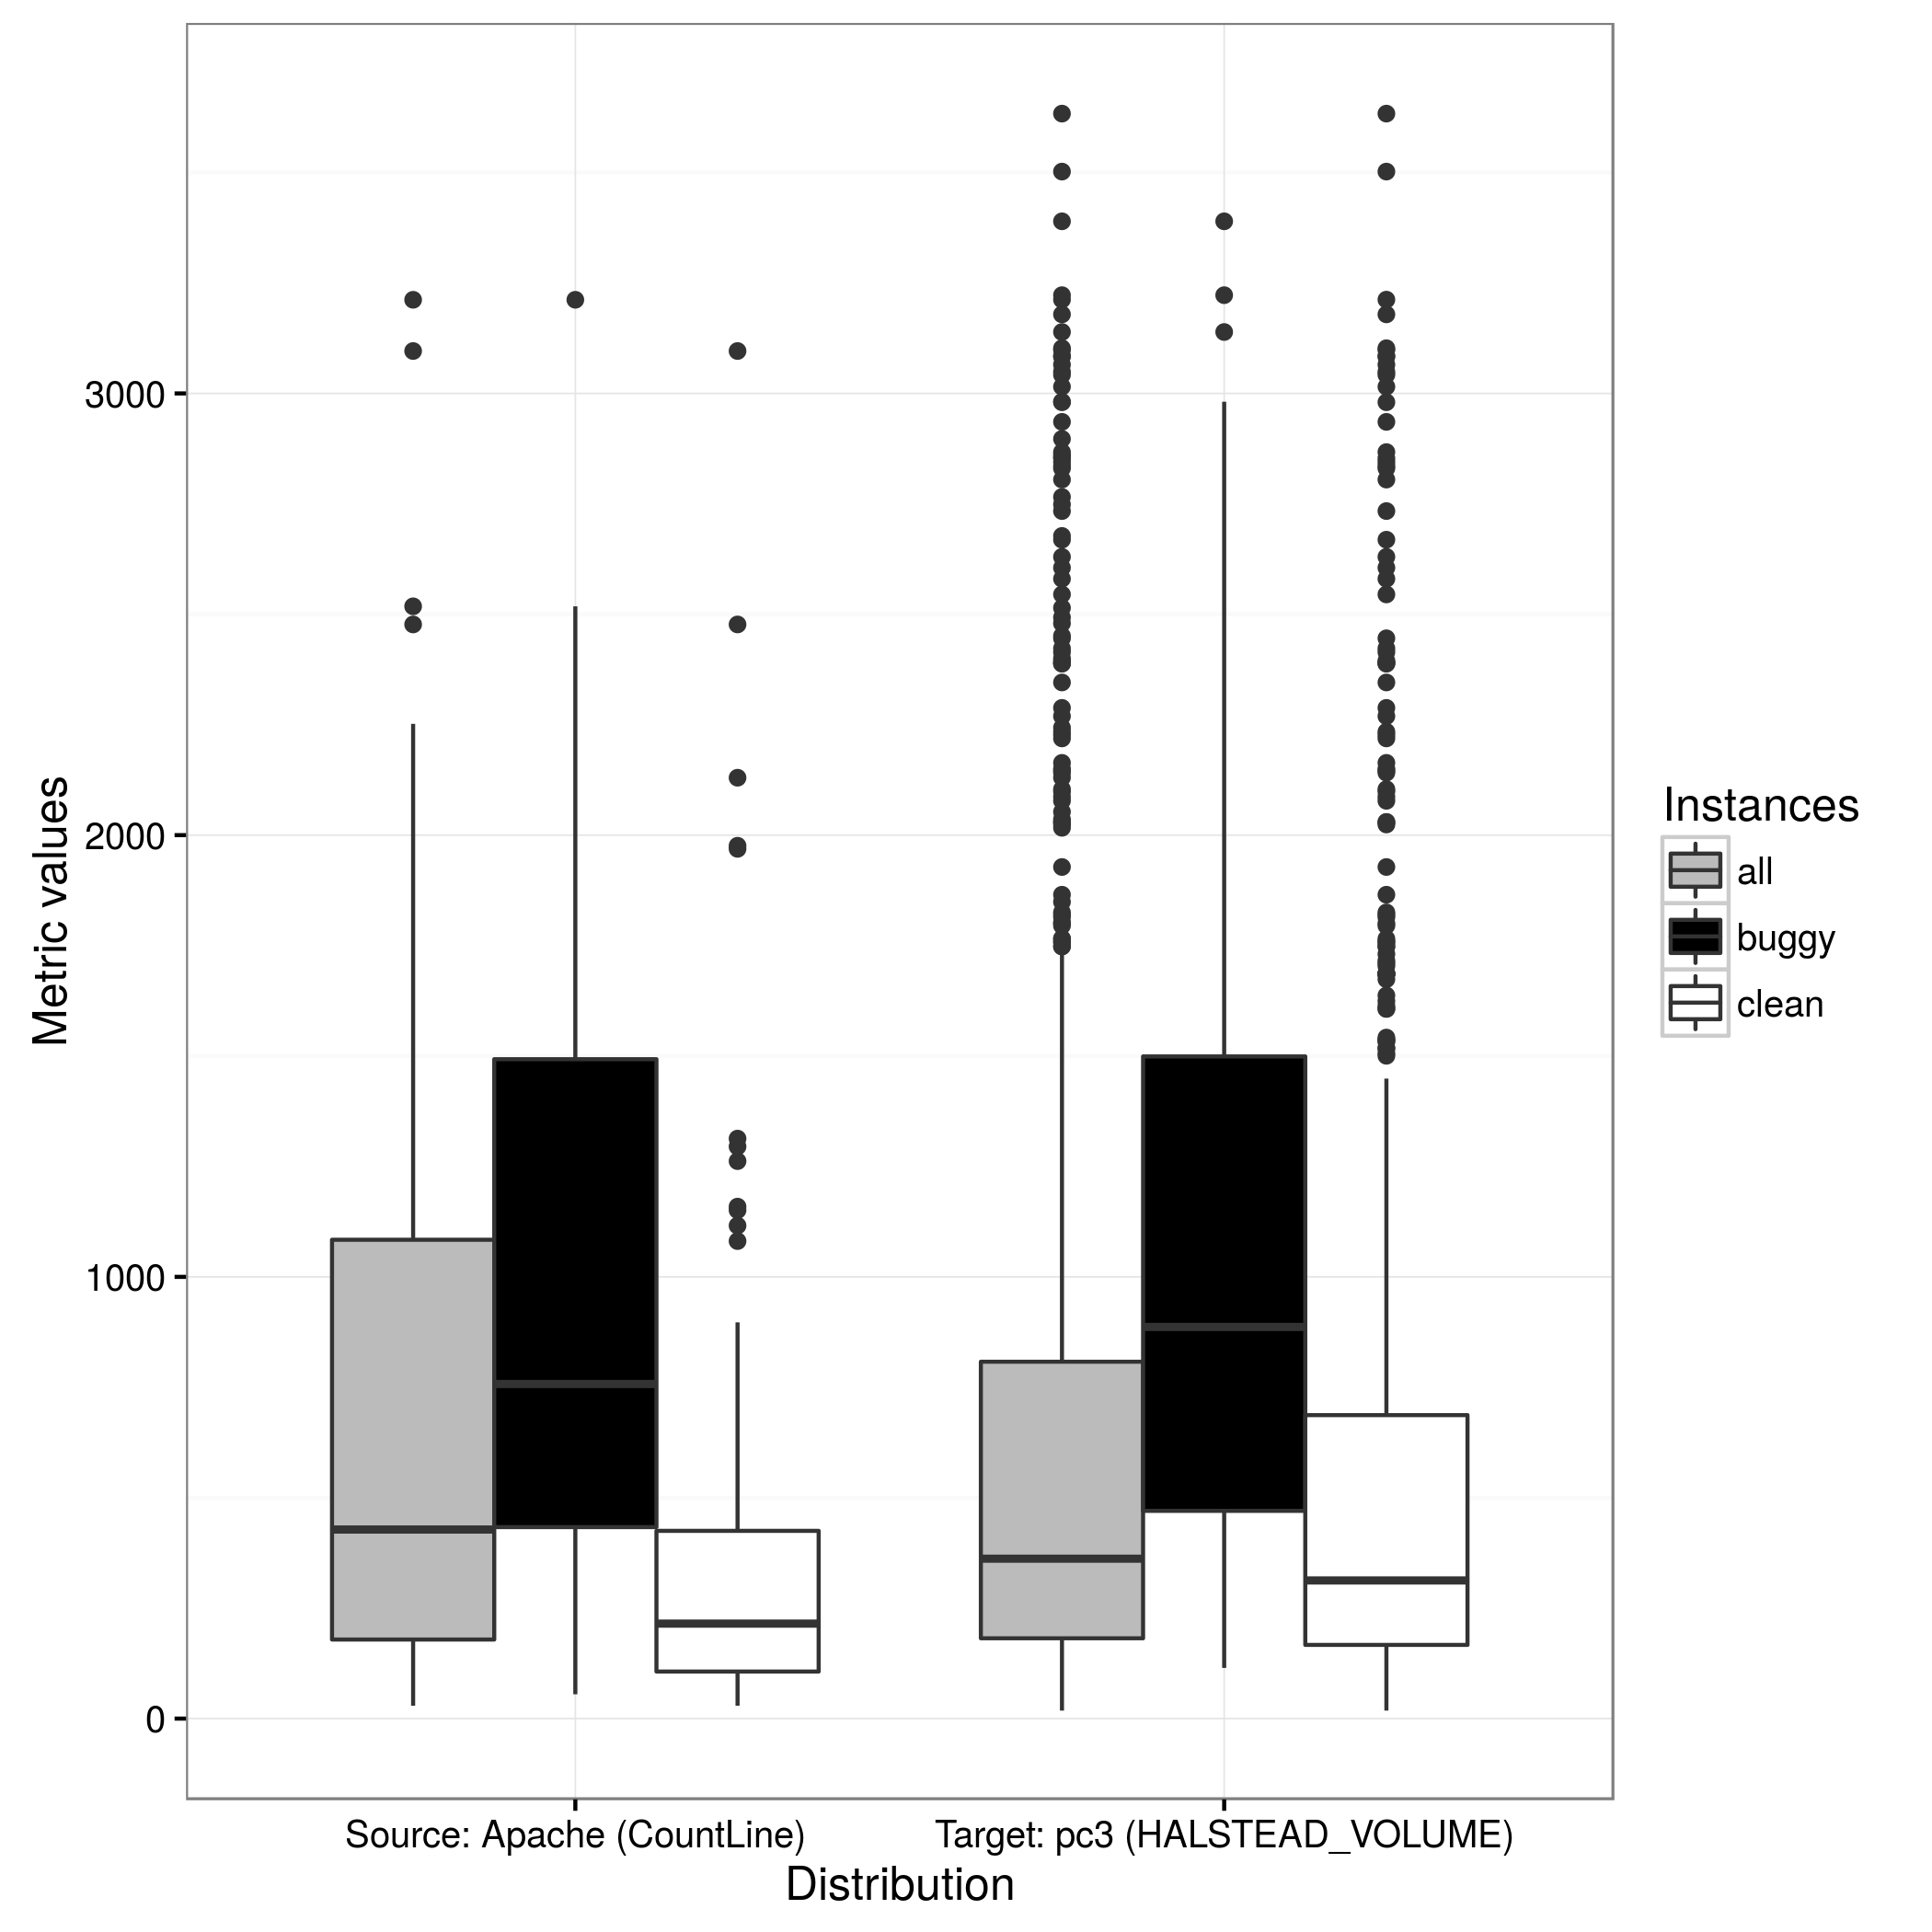 Metric values
3000
2000
1000
0
Source: Apache (CountLine)
Target: pc3 (HALSTEAD_VOLUME)
Distribution
Instances
all
buggy
clean